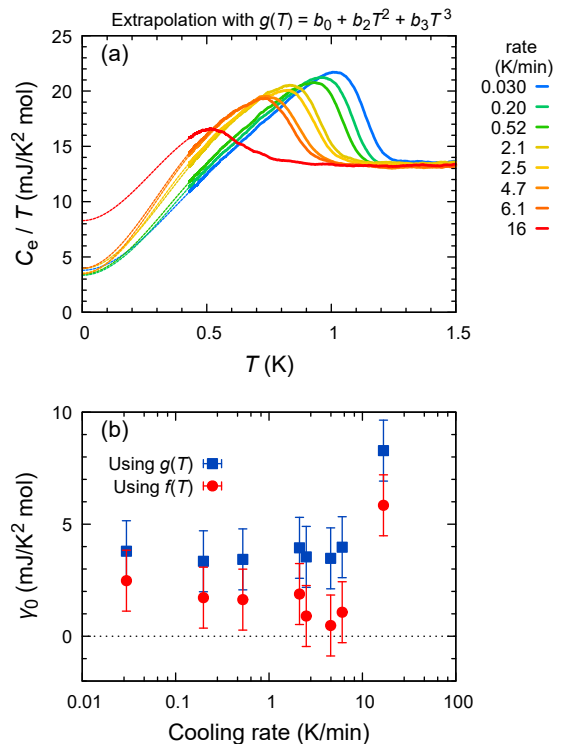 Extrapolation with g(T) = b₀ + b₂T² + b₃T³
(a)
rate
(K/min)
0.030
0.20
0.52
2.1
2.5
4.7
6.1
16
25
20
15
10
5
0
Cₑ / T (mJ/K² mol)
0 0.5 1 1.5
T (K)
(b)
Using g(T)
Using f(T)
10
5
0
γ₀ (mJ/K² mol)
0.01 0.1 1 10 100
Cooling rate (K/min)